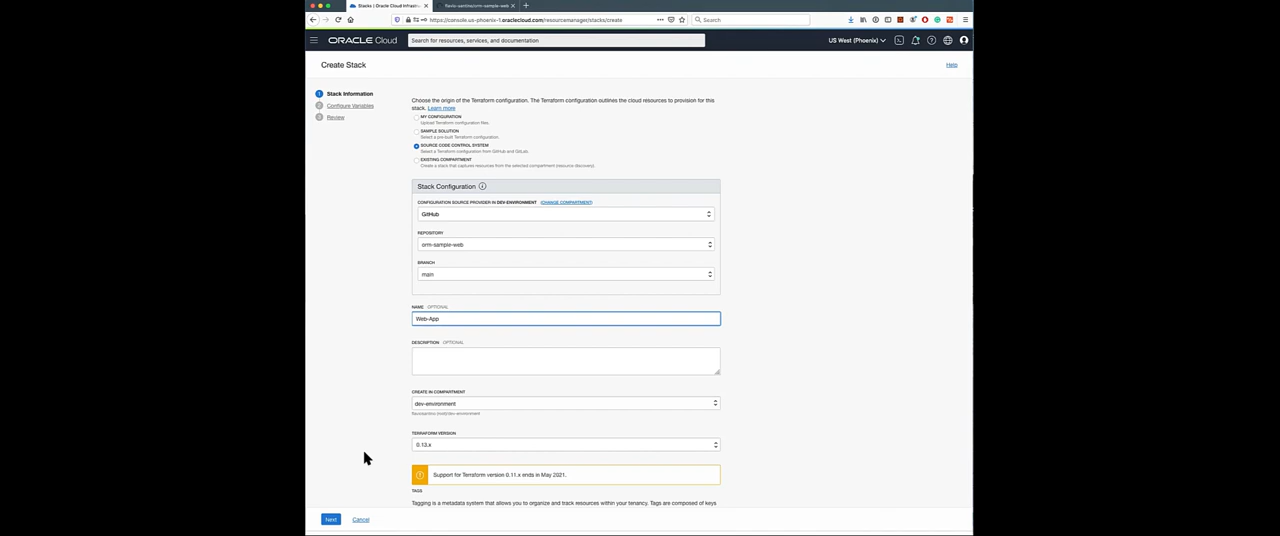 Stacks | Oracle Cloud Infrastr
flavio-santino/orm-sample-web
https://console.us-phoenix-1.oraclecloud.com/resourcemanager/stacks/create
Search
ORACLE Cloud
Search for resources, services, and documentation
US West (Phoenix)
Create Stack
Help
1 Stack Information
2 Configure Variables
3 Review
Choose the origin of the Terraform configuration. The Terraform configuration outlines the cloud resources to provision for this
stack. Learn more
MY CONFIGURATION
Upload Terraform configuration files.
SAMPLE SOLUTION
Select a pre-built Terraform configuration.
SOURCE CODE CONTROL SYSTEM
Select a Terraform configuration from GitHub and GitLab.
EXISTING COMPARTMENT
Create a stack that captures resources from the selected compartment (resource discovery).
Stack Configuration
CONFIGURATION SOURCE PROVIDER IN DEV-ENVIRONMENT (CHANGE COMPARTMENT)
GitHub
REPOSITORY
orm-sample-web
BRANCH
main
NAME OPTIONAL
Web-App
DESCRIPTION OPTIONAL
CREATE IN COMPARTMENT
dev-environment
TERRAFORM VERSION
0.13.x
Support for Terraform version 0.11.x ends in May 2021.
TAGS
Tagging is a metadata system that allows you to organize and track resources within your tenancy. Tags are composed of keys
Next
Cancel